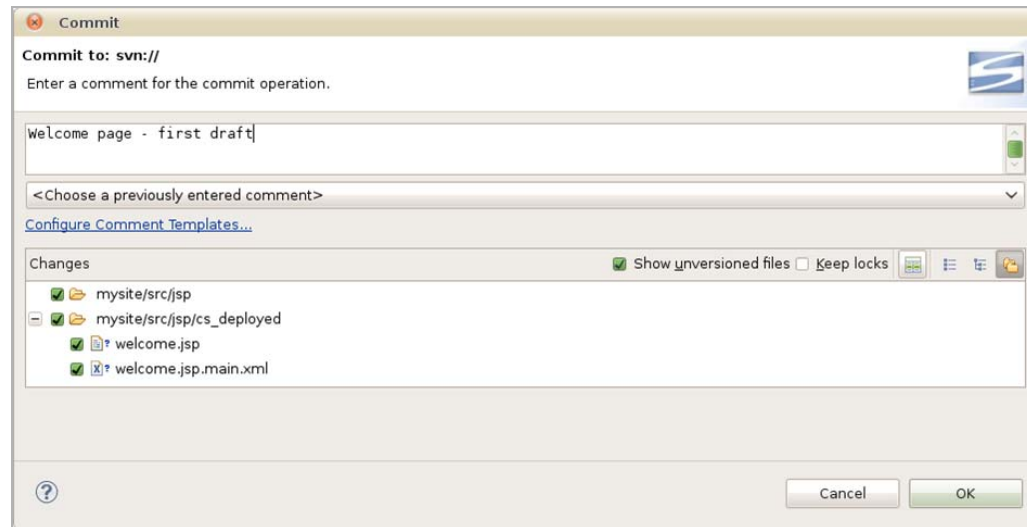 Commit
Commit to: svn://
Enter a comment for the commit operation.
Welcome page - first draft
<Choose a previously entered comment>
Configure Comment Templates...
Changes Show unversioned files Keep locks
mysite/src/jsp
mysite/src/jsp/cs_deployed
welcome.jsp
welcome.jsp.main.xml
Cancel OK